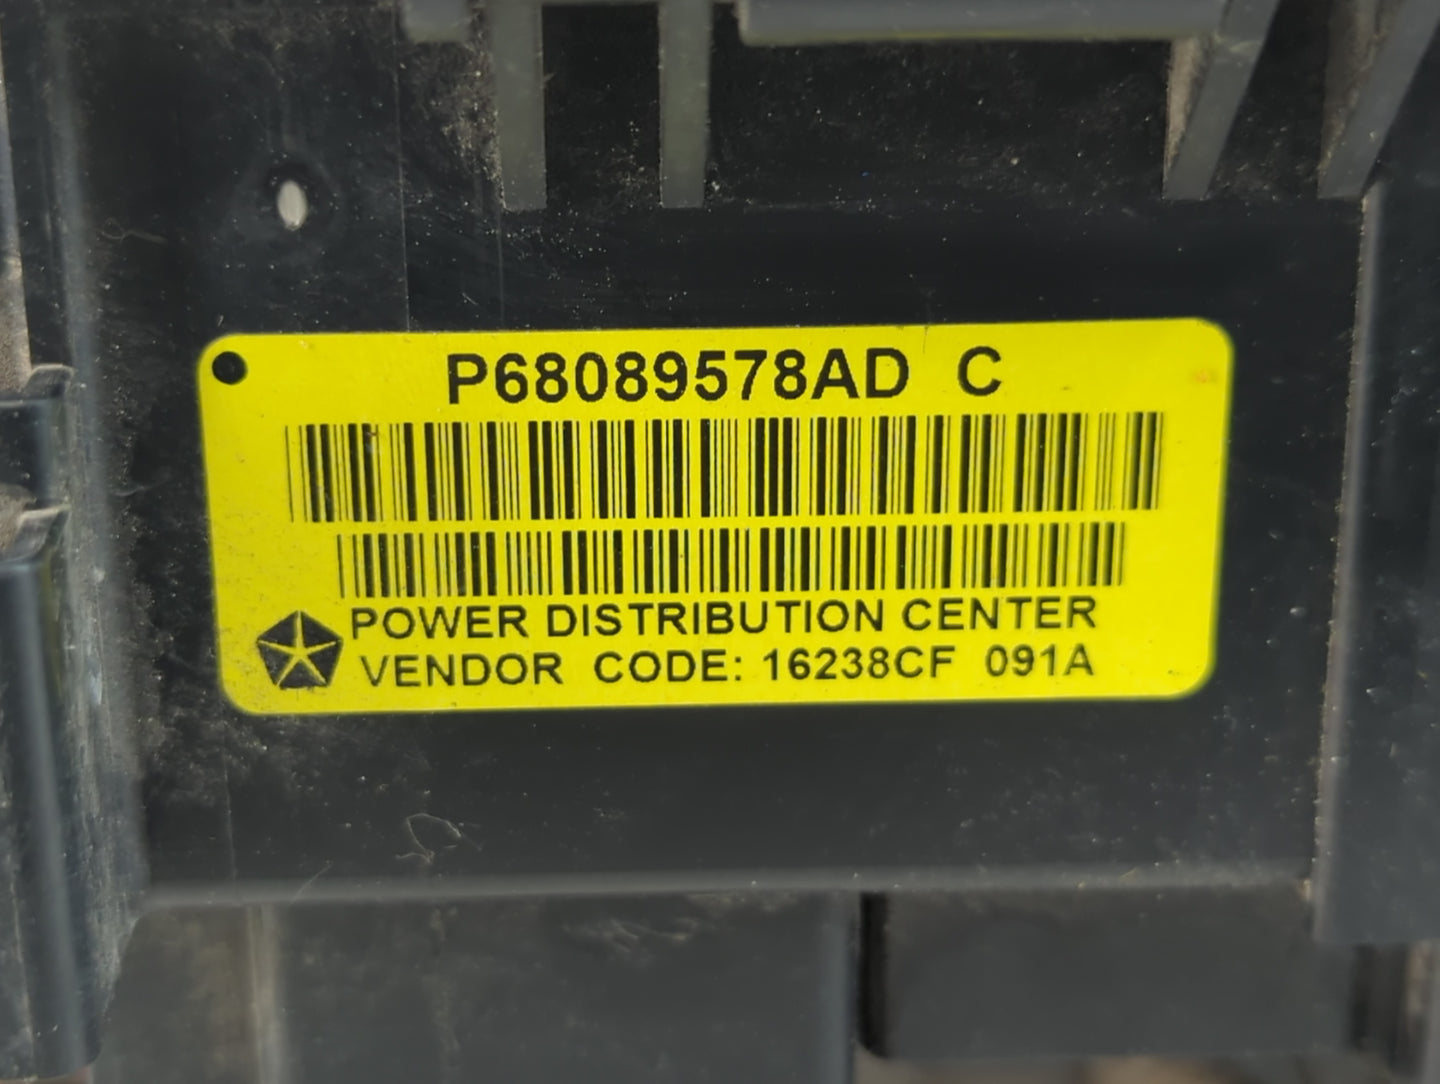 P68089578AD C
POWER DISTRIBUTION CENTER
VENDOR CODE: 16238CF 091A